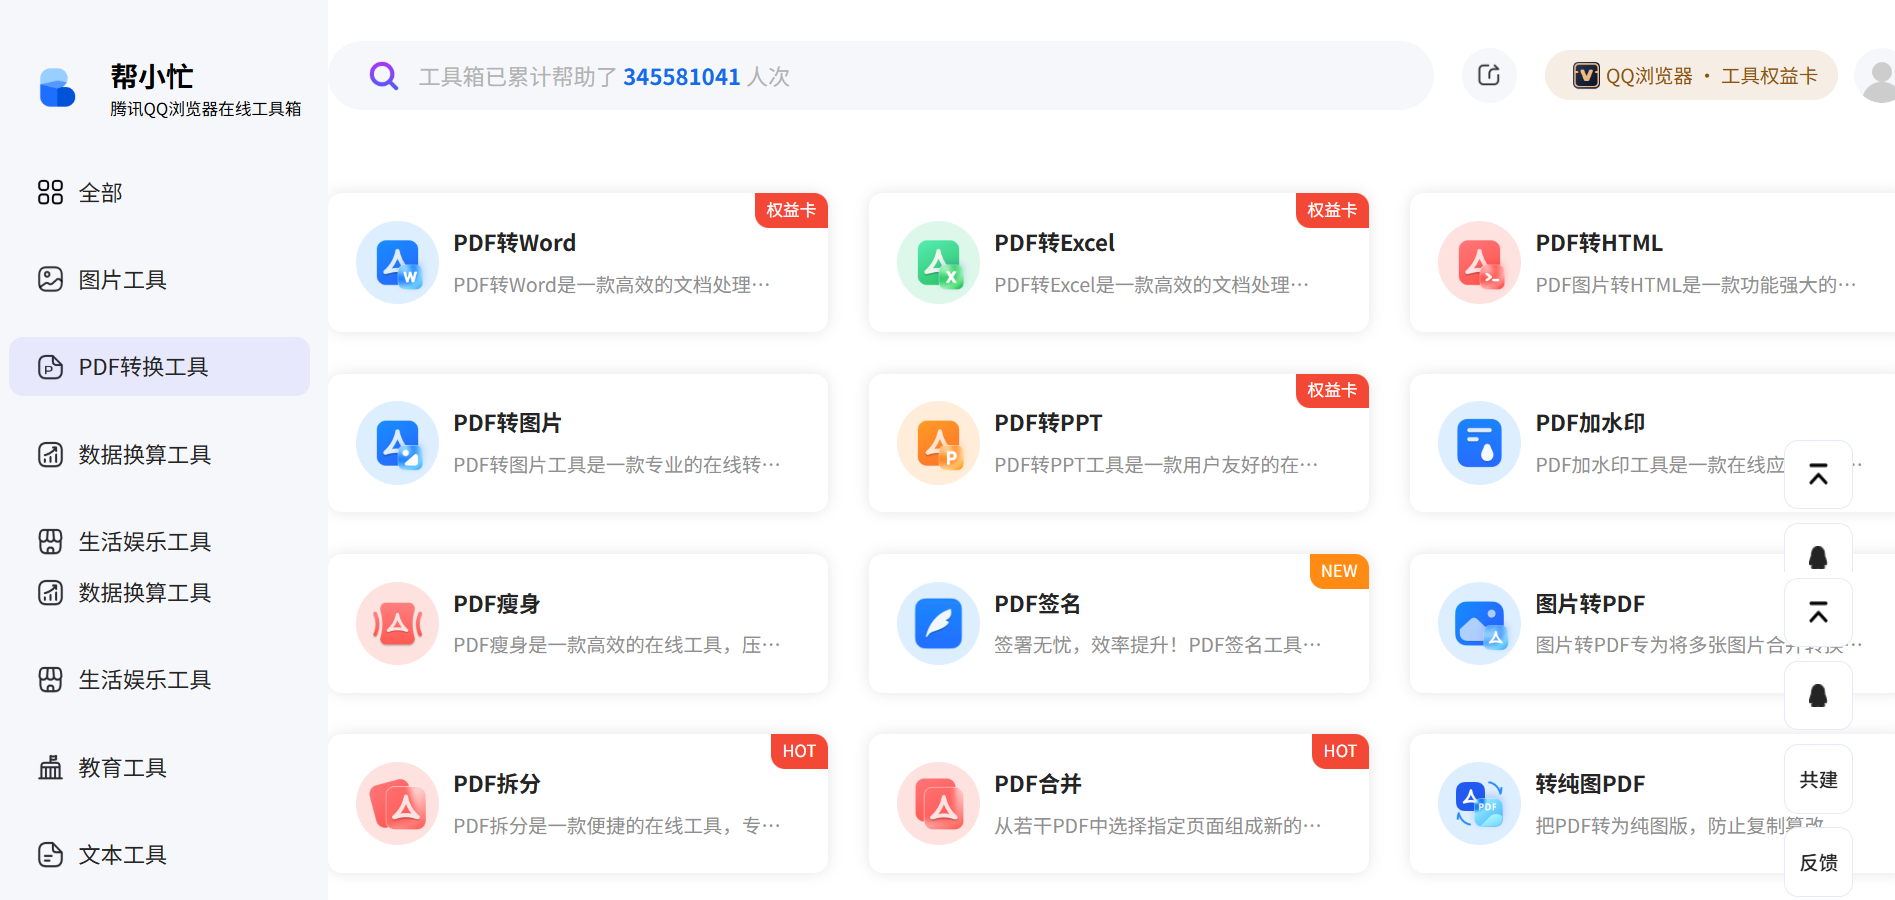 帮小忙
腾讯QQ浏览器在线工具箱
工具箱已累计帮助了 345581041 人次
QQ浏览器 · 工具权益卡
全部
图片工具
PDF转换工具
数据换算工具
生活娱乐工具
数据换算工具
生活娱乐工具
教育工具
文本工具
权益卡
PDF转Word
PDF转Word是一款高效的文档处理···
权益卡
PDF转Excel
PDF转Excel是一款高效的文档处理···
PDF转HTML
PDF图片转HTML是一款功能强大的···
PDF转图片
PDF转图片工具是一款专业的在线转···
权益卡
PDF转PPT
PDF转PPT工具是一款用户友好的在···
PDF加水印
PDF加水印工具是一款在线应
PDF瘦身
PDF瘦身是一款高效的在线工具，压···
NEW
PDF签名
签署无忧，效率提升！PDF签名工具···
图片转PDF
图片转PDF专为将多张图片合并转换···
HOT
PDF拆分
PDF拆分是一款便捷的在线工具，专···
HOT
PDF合并
从若干PDF中选择指定页面组成新的···
转纯图PDF
把PDF转为纯图版，防止复制篡改
共建
反馈